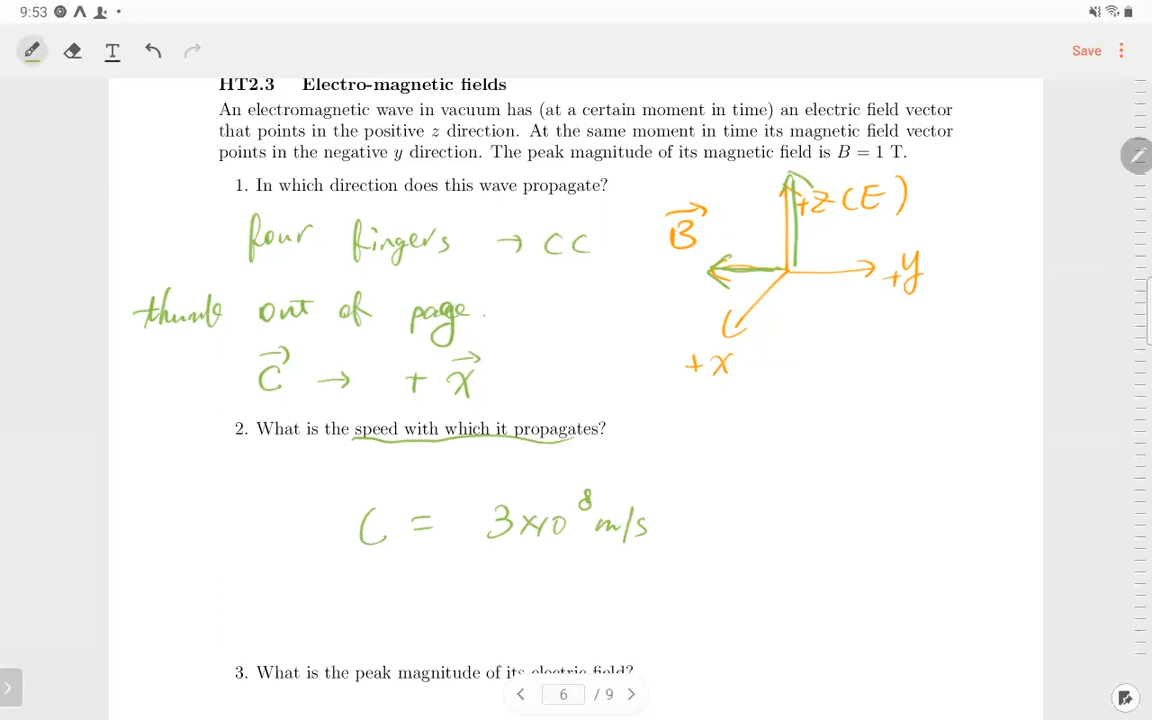 9:53
Save
HT2.3 Electro-magnetic fields
An electromagnetic wave in vacuum has (at a certain moment in time) an electric field vector
that points in the positive z direction. At the same moment in time its magnetic field vector
points in the negative y direction. The peak magnitude of its magnetic field is B = 1 T.
1. In which direction does this wave propagate?
four fingers → CC
thumb out of page.
C⃗ → + X⃗
B⃗
+Z (E)
+y
+X
2. What is the speed with which it propagates?
C = 3×10⁸ m/s
3. What is the peak magnitude of its electric field?
6 / 9